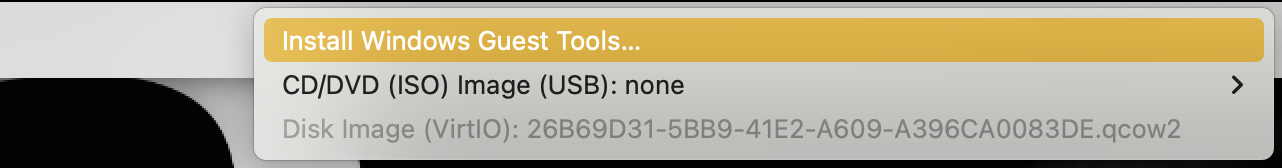 Install Windows Guest Tools...
CD/DVD (ISO) Image (USB): none
Disk Image (VirtIO): 26B69D31-5BB9-41E2-A609-A396CA0083DE.qcow2